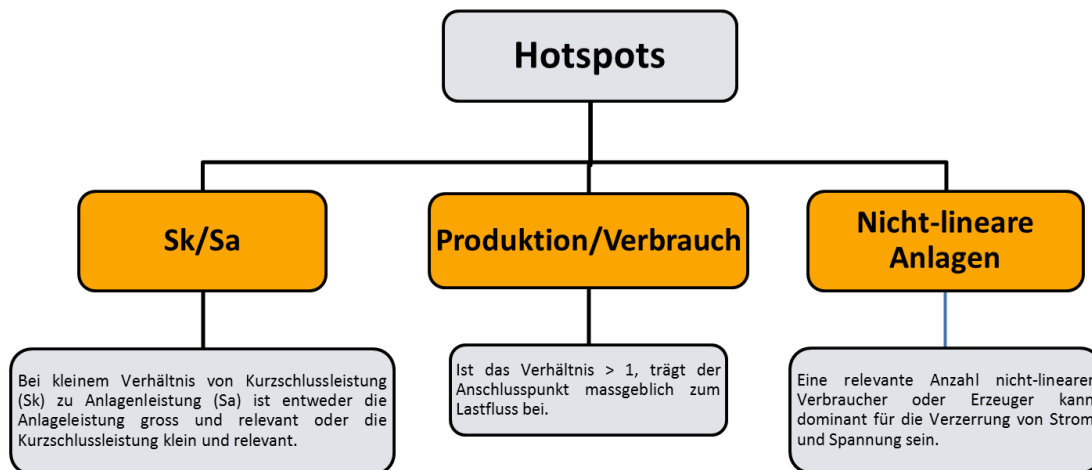 Hotspots
Sk/Sa
Produktion/Verbrauch
Nicht-lineare
Anlagen
Bei kleinem Verhältnis von Kurzschlussleistung
(Sk) zu Anlagenleistung (Sa) ist entweder die
Anlageleistung gross und relevant oder die
Kurzschlussleistung klein und relevant.
Ist das Verhältnis > 1, trägt der
Anschlusspunkt massgeblich zum
Lastfluss bei.
Eine relevante Anzahl nicht-linearer
Verbraucher oder Erzeuger kann
dominant für die Verzerrung von Strom
und Spannung sein.